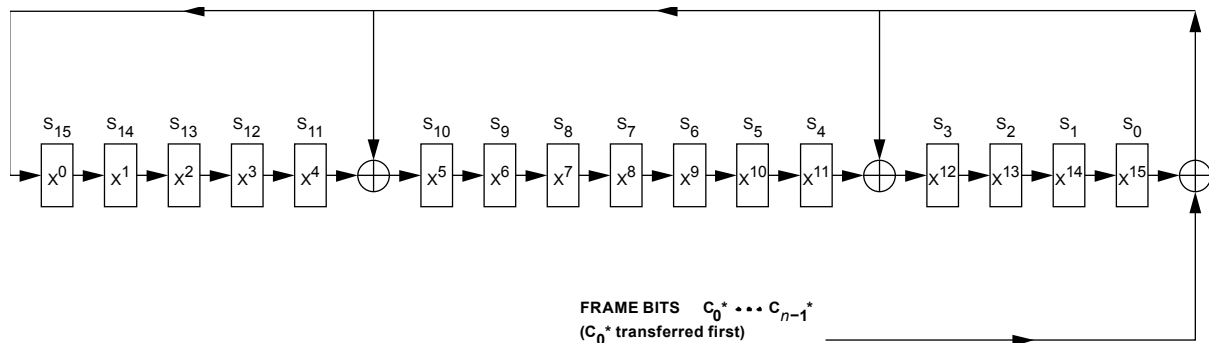 S15 S14 S13 S12 S11 S10 S9 S8 S7 S6 S5 S4 S3 S2 S1 S0
X0 X1 X2 X3 X4 X5 X6 X7 X8 X9 X10 X11 X12 X13 X14 X15
FRAME BITS C0* ••• Cn−1*
(C0* transferred first)